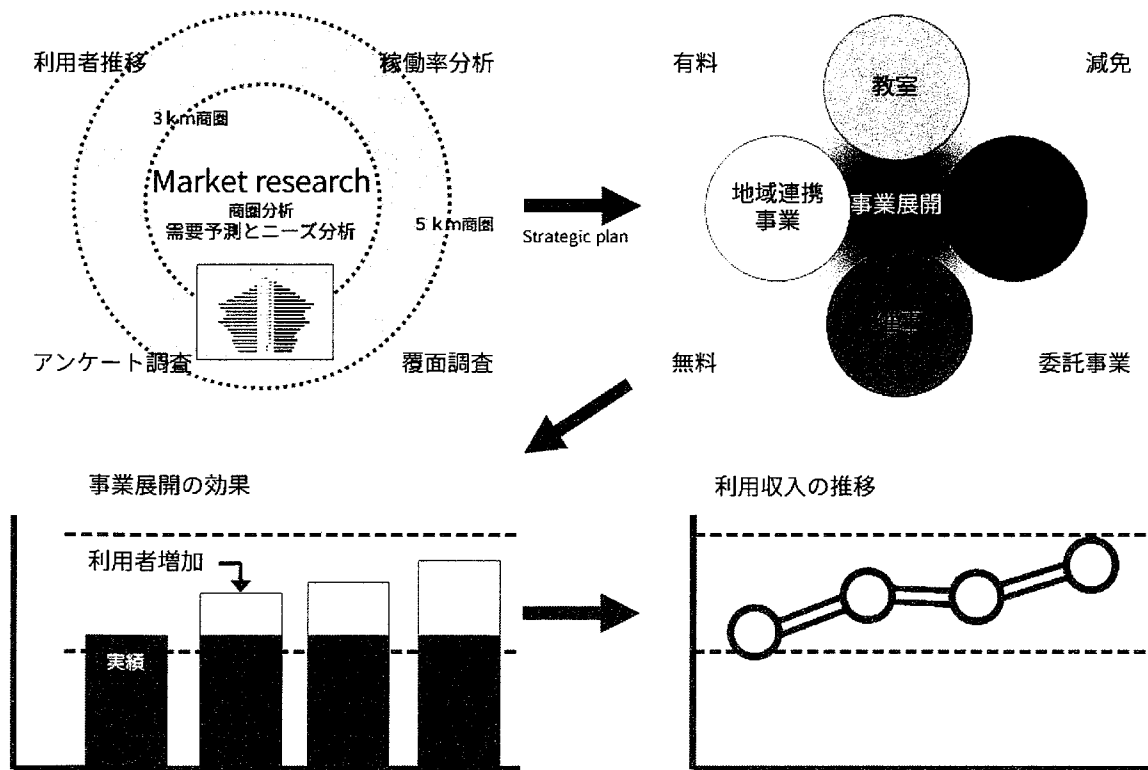 利用者推移
稼働率分析
3km商圏
Market research
商圏分析
需要予測とニーズ分析
5km商圏
アンケート調査
覆面調査
Strategic plan
有料
減免
教室
地域連携
事業
事業展開
無料
委託事業
事業展開の効果
利用者増加
実績
利用収入の推移